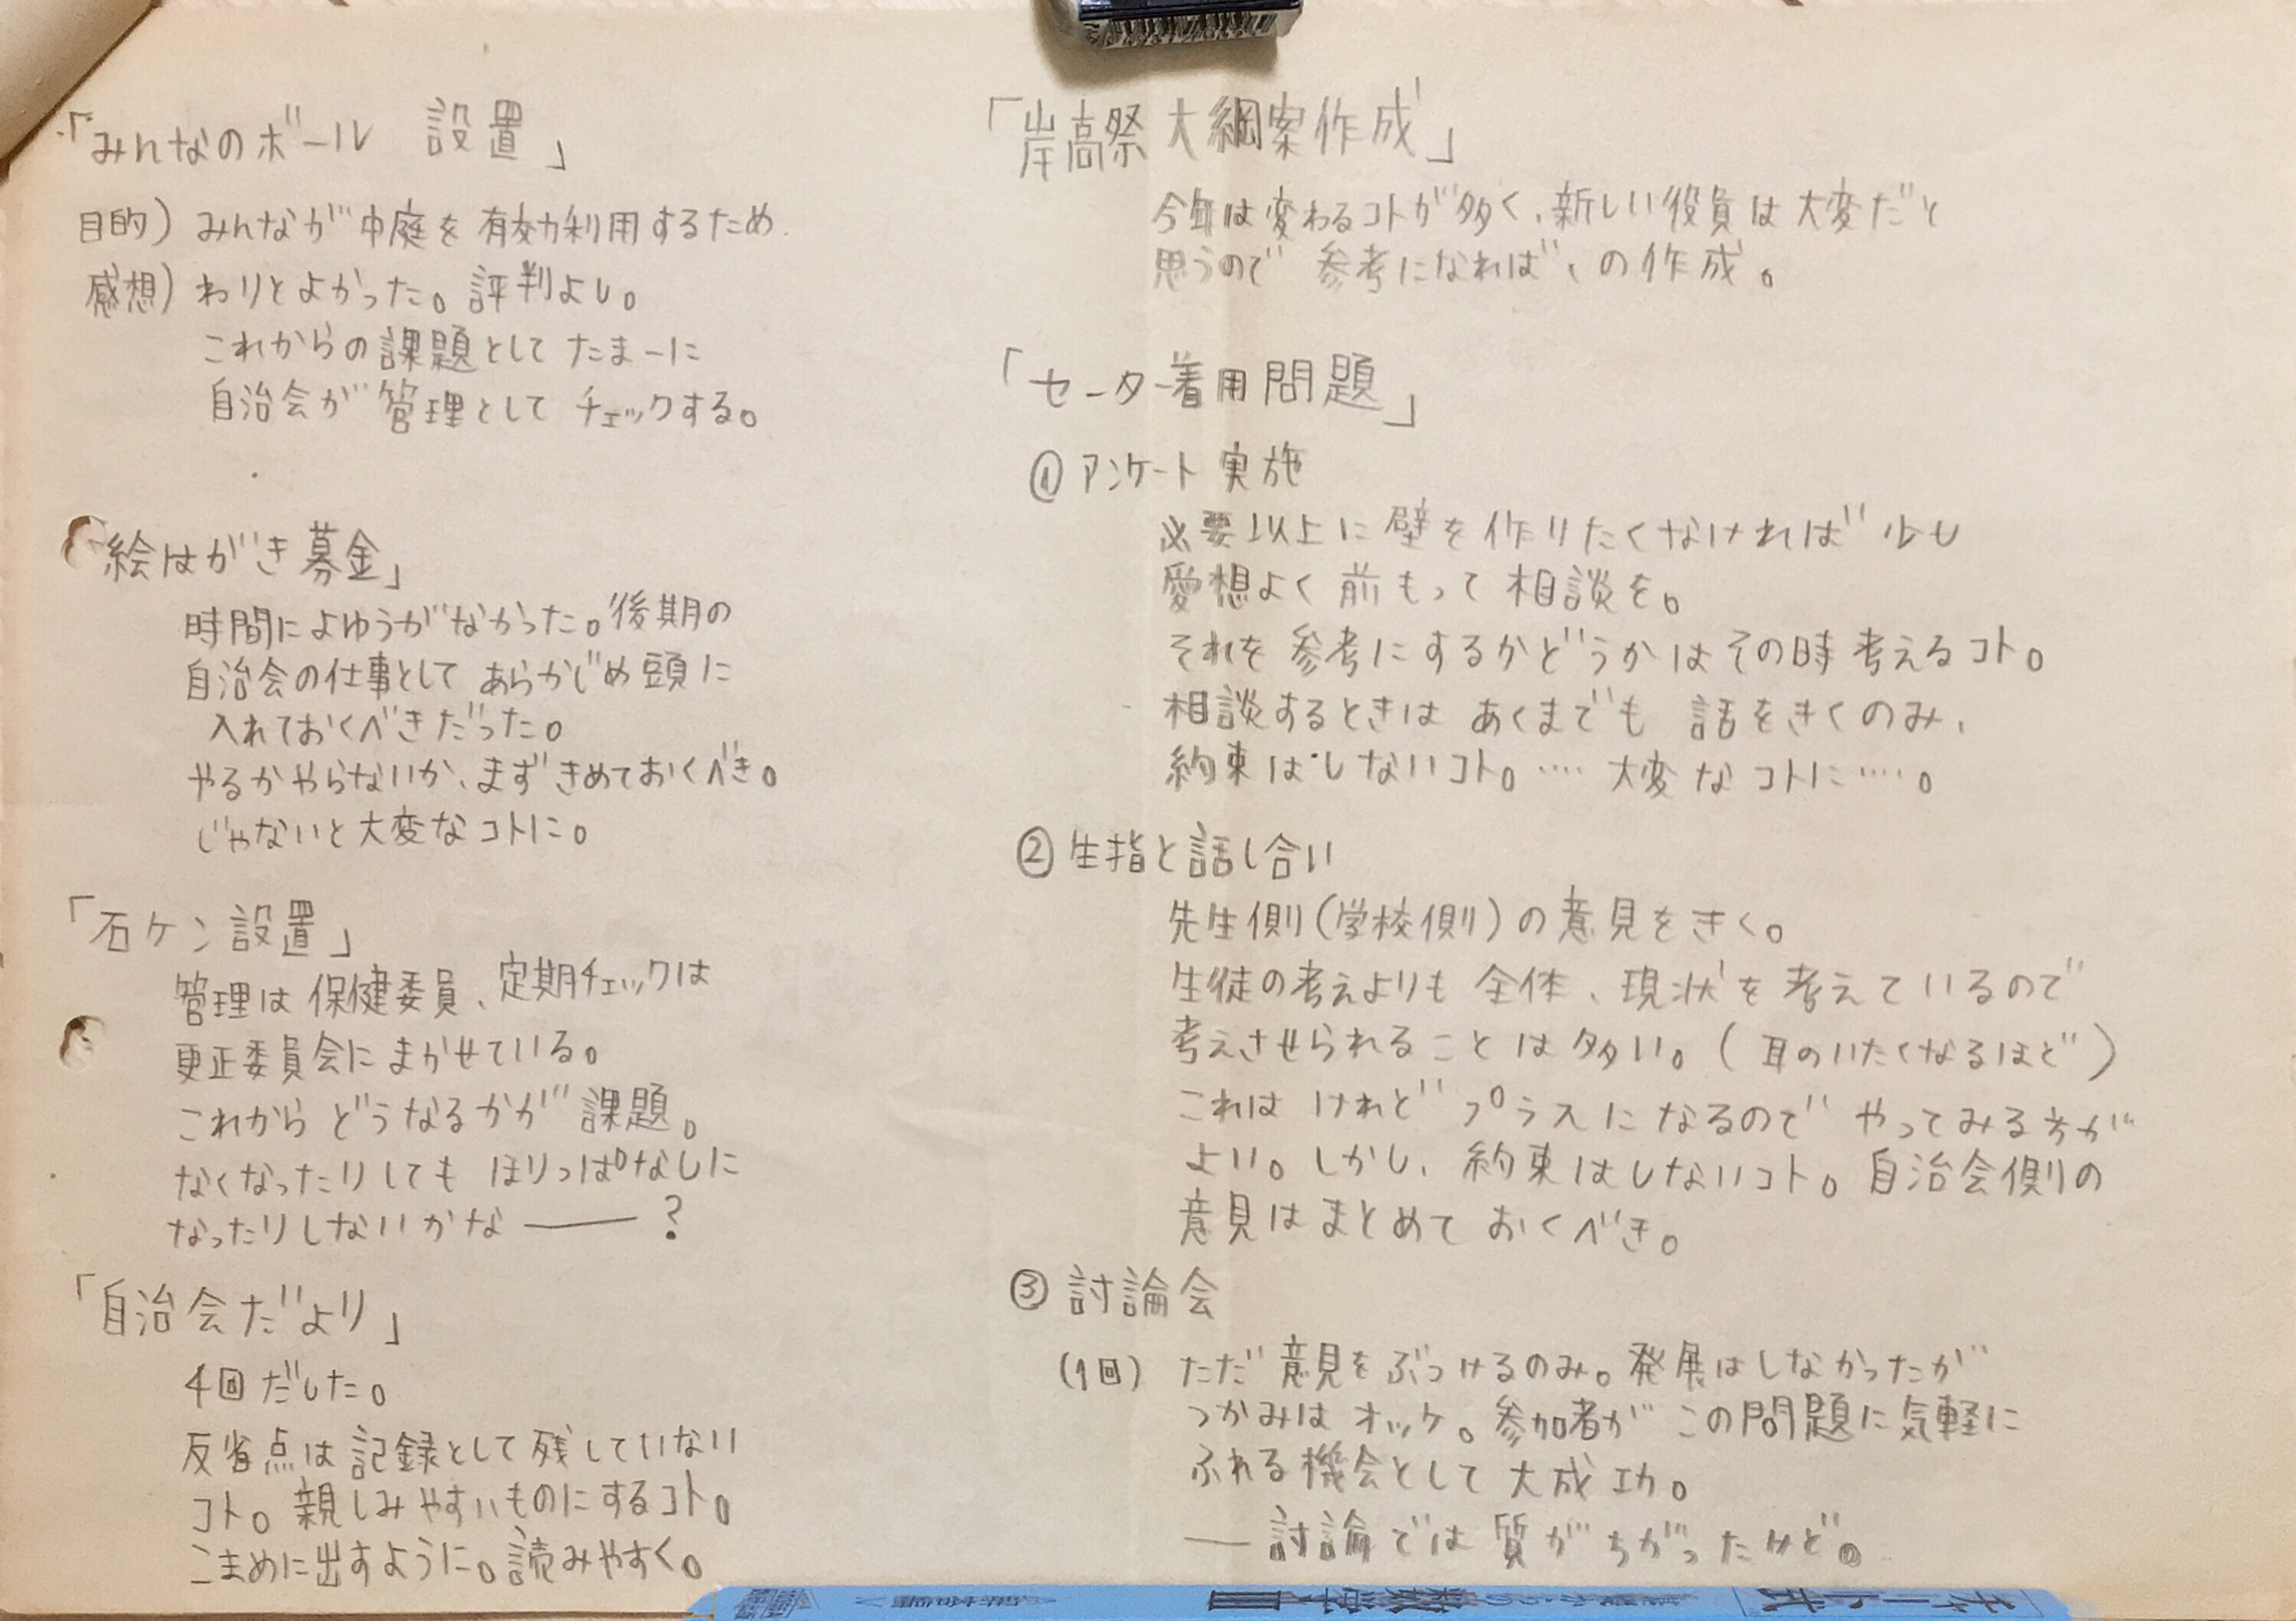 「みんなのボール 設置」
目的) みんなが中庭を有効利用するため.
感想) わりとよかった。評判よし。
これからの課題として たまーに
自治会が管理として チェックする。
絵はがき募金」
時間によゆうがなかった。後期の
自治会の仕事として あらかじめ頭に
入れておくべきだった。
やるかやらないか、まずきめておくべき。
じゃないと大変なコトに。
「石ケン設置」
管理は保健委員、定期チェックは
更正委員会にまかせている。
これから どうなるかが課題。
なくなったりしても ほりっぱなしに
なったりしないかな ―― ?
「自治会だより」
4回だした。
反省点は記録として残していない
コト。親しみやすいものにするコト。
こまめに出すように。読みやすく。
「岸高祭大綱案作成」
今年は変わるコトが多く、新しい役員は大変だと
思うので 参考になれば、の作成。
「セーター着用問題」
① アンケート実施
必要以上に壁を作りたくなければ 少し
愛想よく前もって相談を。
それを参考にするかどうかはその時考えるコト。
相談するときは あくまでも 話をきくのみ、
約束はしないコト。…. 大変なコトに….。
② 生指と話し合い
先生側(学校側)の意見をきく。
生徒の考えよりも 全体、現状を考えているので
考えさせられることは多い。(耳のいたくなるほど)
これは けれど プラスになるので やってみる方が
よい。しかし、約束はしないコト。自治会側の
意見はまとめて おくべき。
③ 討論会
(1回) ただ意見をぶつけるのみ。発展はしなかったが
つかみは オッケ。参加者が この問題に気軽に
ふれる機会として大成功。
― 討論では質がちがったけど。
チャート式
基礎からの
数学II